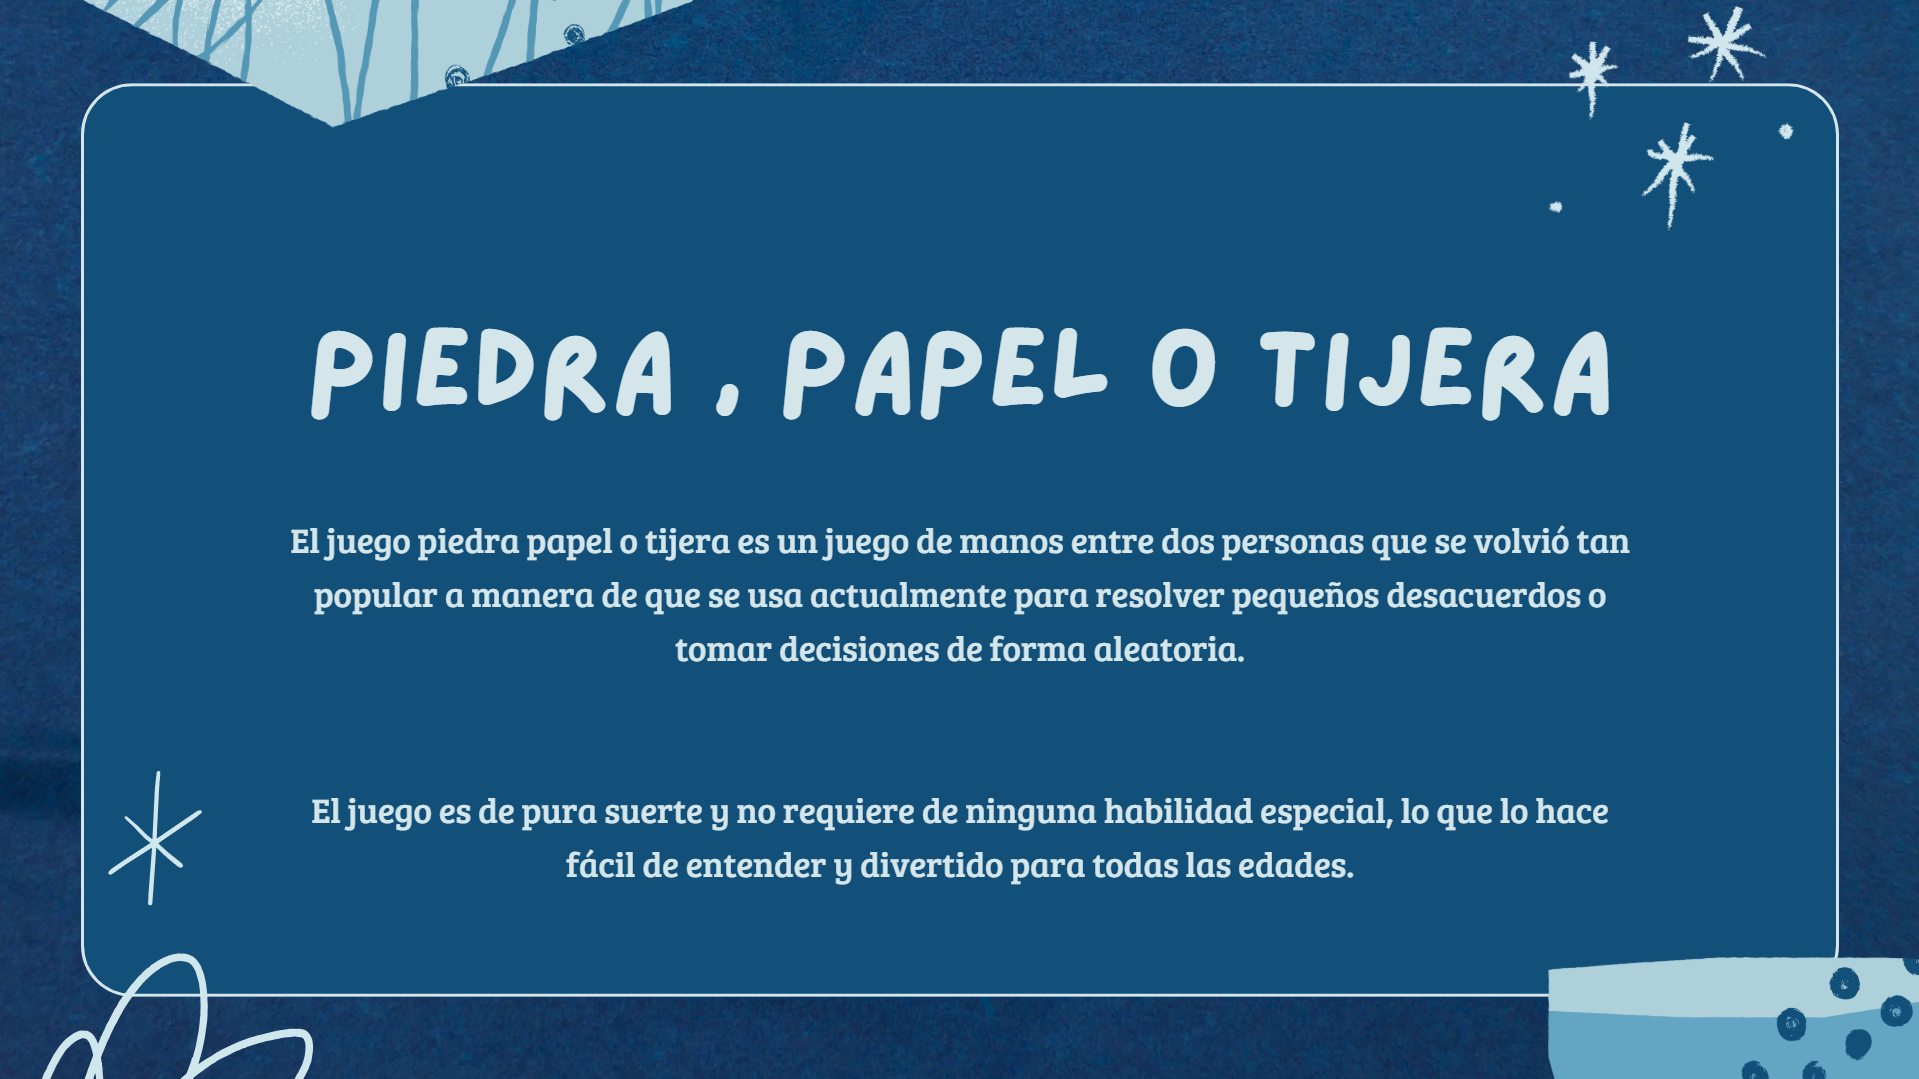 PIEDRA , PAPEL O TIJERA
El juego piedra papel o tijera es un juego de manos entre dos personas que se volvió tan
popular a manera de que se usa actualmente para resolver pequeños desacuerdos o
tomar decisiones de forma aleatoria.
El juego es de pura suerte y no requiere de ninguna habilidad especial, lo que lo hace
fácil de entender y divertido para todas las edades.